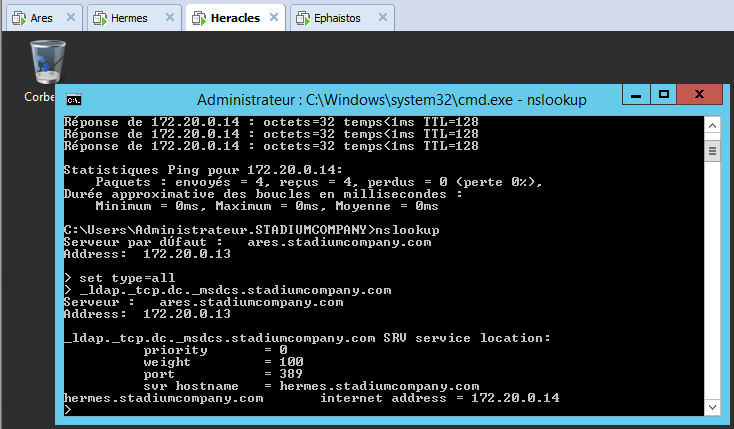 Ares
Hermes
Heracles
Ephaistos
Corbe
Administrateur : C:\Windows\system32\cmd.exe - nslookup
Réponse de 172.20.0.14 : octets=32 temps<1ms TTL=128
Réponse de 172.20.0.14 : octets=32 temps<1ms TTL=128
Réponse de 172.20.0.14 : octets=32 temps<1ms TTL=128
Statistiques Ping pour 172.20.0.14:
Paquets : envoyés = 4, reçus = 4, perdus = 0 (perte 0%),
Durée approximative des boucles en millisecondes :
Minimum = 0ms, Maximum = 0ms, Moyenne = 0ms
C:\Users\Administrateur.STADIUMCOMPANY>nslookup
Serveur par dÚfaut : ares.stadiumcompany.com
Address: 172.20.0.13
> set type=all
> _ldap._tcp.dc._msdcs.stadiumcompany.com
Serveur : ares.stadiumcompany.com
Address: 172.20.0.13
_ldap._tcp.dc._msdcs.stadiumcompany.com SRV service location:
priority = 0
weight = 100
port = 389
svr hostname = hermes.stadiumcompany.com
hermes.stadiumcompany.com internet address = 172.20.0.14
>